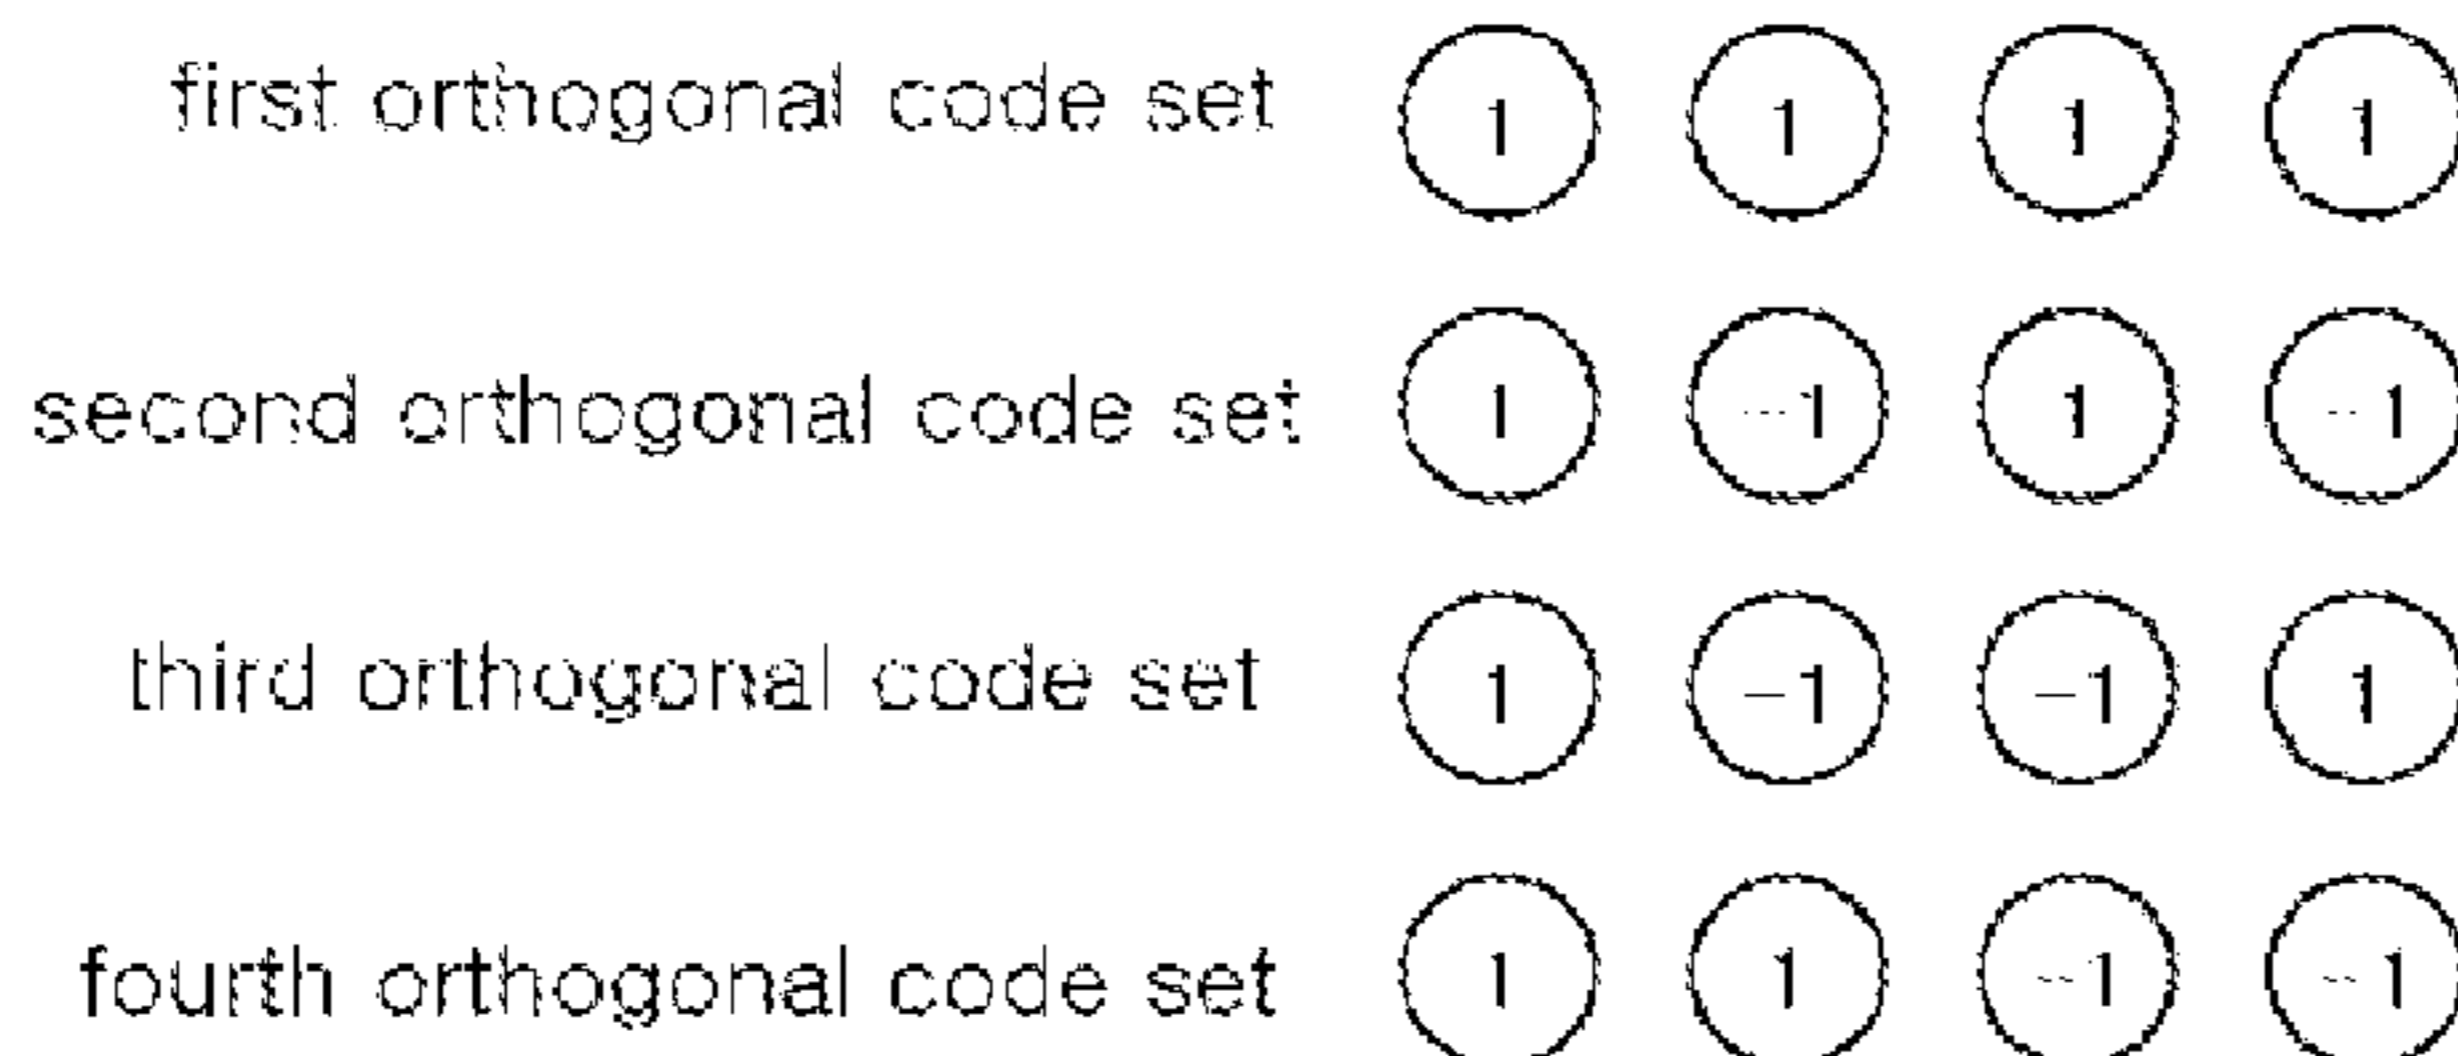 first orthogonal code set 1 1 1 1
second orthogonal code set 1 -1 1 -1
third orthogonal code set 1 -1 -1 1
fourth orthogonal code set 1 1 -1 -1